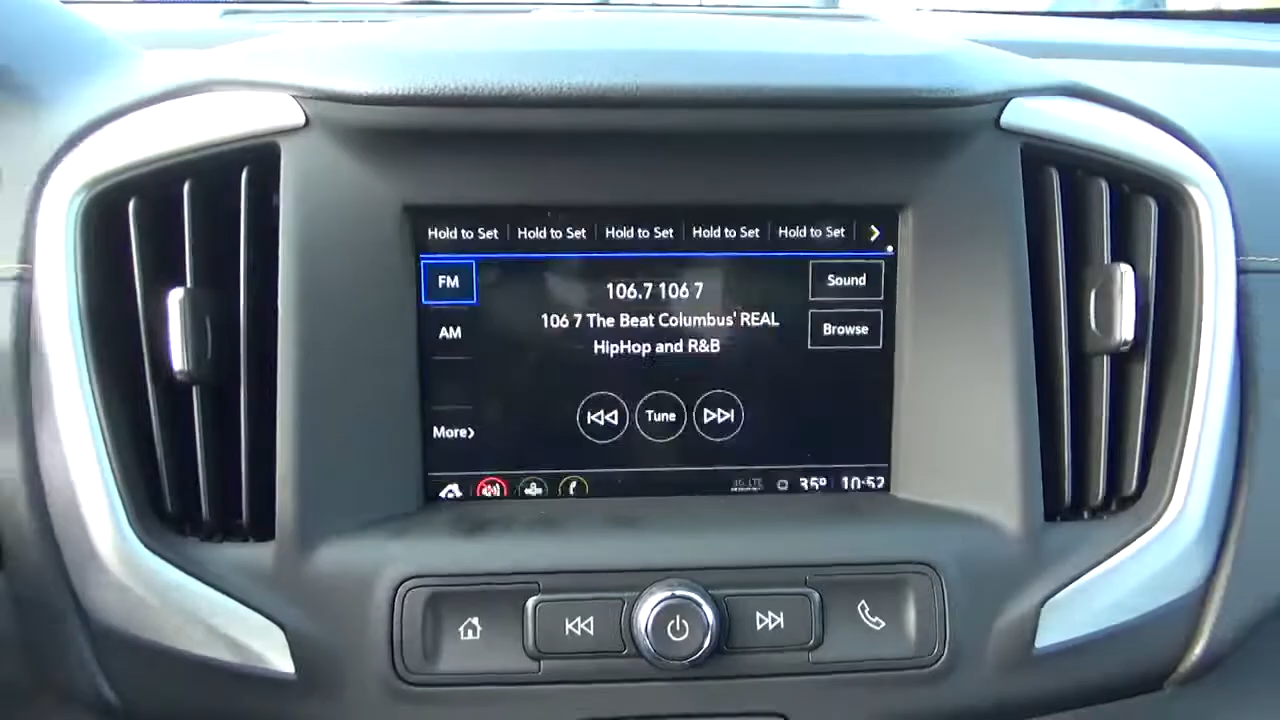 Hold to Set Hold to Set Hold to Set Hold to Set Hold to Set
FM
106.7 106 7
Sound
106 7 The Beat Columbus' REAL
AM
Browse
HipHop and R&B
Tune
More
35° 10:52